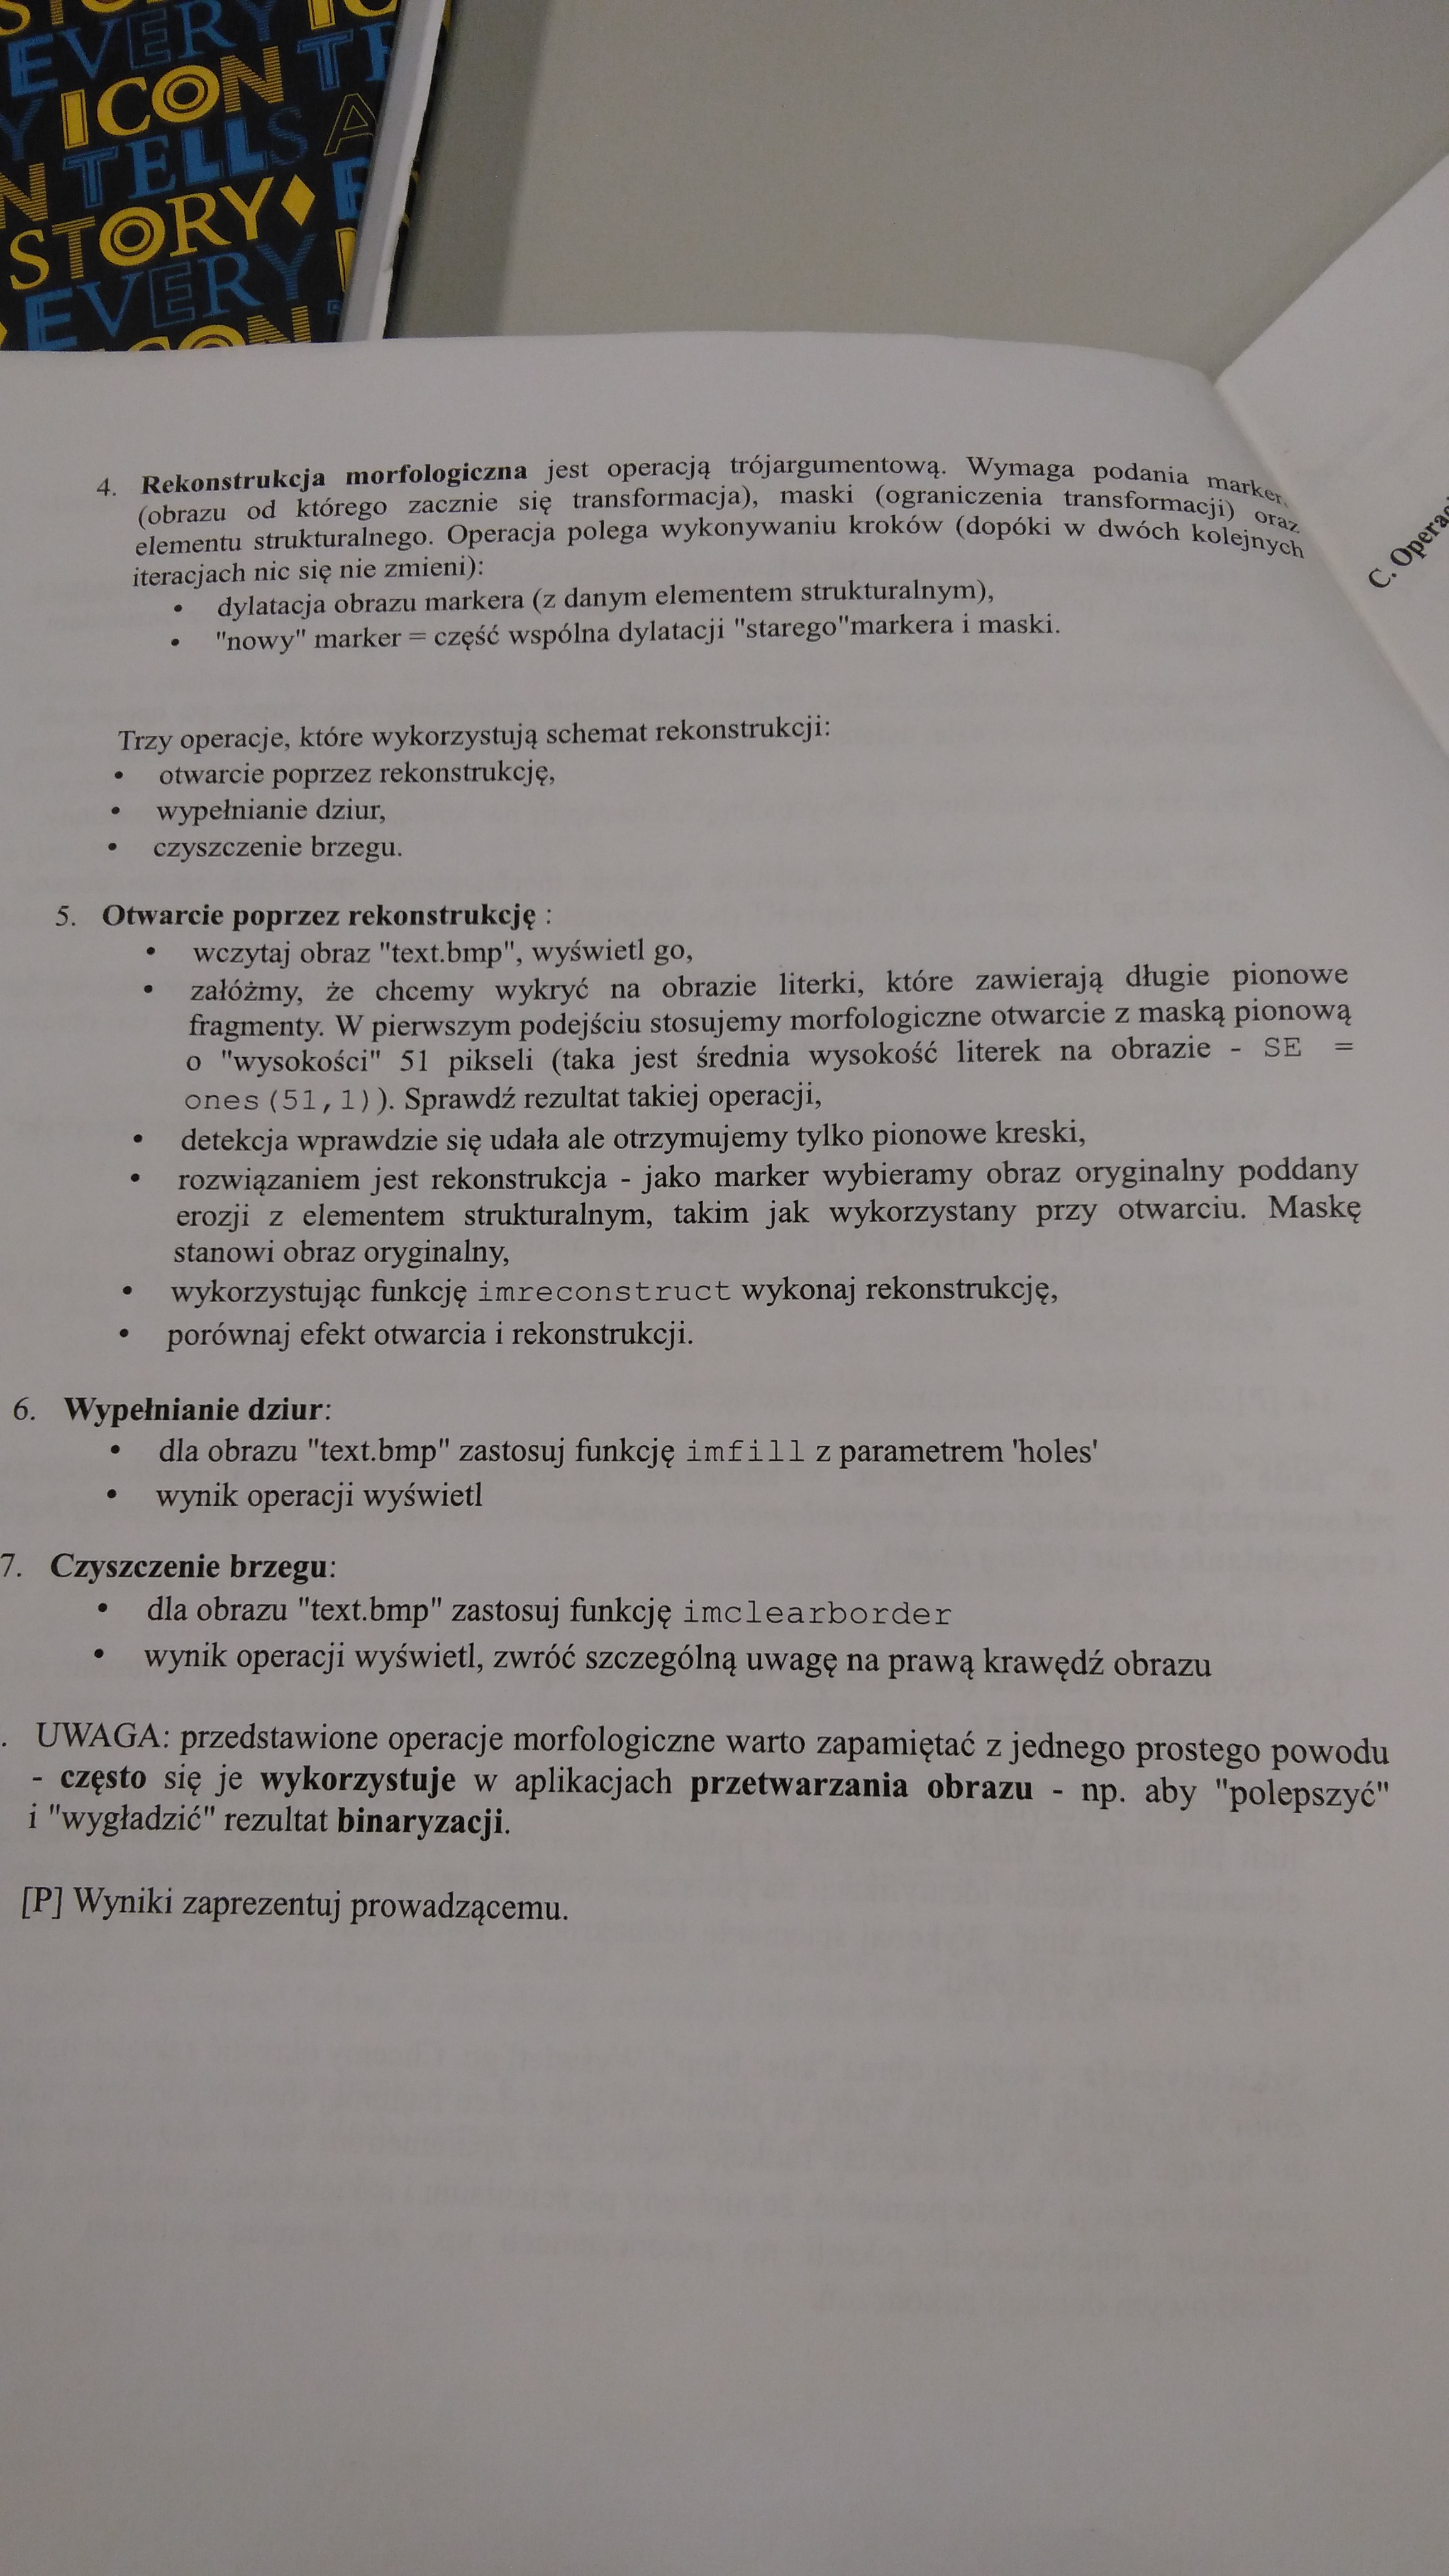 EVERY
ICON
TELLS A
STORY
EVERY
ICON
4. Rekonstrukcja morfologiczna jest operacją trójargumentową. Wymaga podania
(obrazu od którego zacznie się transformacja), maski (ograniczenia transformacji) oraz
elementu strukturalnego. Operacja polega wykonywaniu kroków (dopóki w dwóch kolejnych
iteracjach nic się nie zmieni):
• dylatacja obrazu markera (z danym elementem strukturalnym),
• "nowy" marker = część wspólna dylatacji "starego"markera i maski.
Trzy operacje, które wykorzystują schemat rekonstrukcji:
• otwarcie poprzez rekonstrukcję,
• wypełnianie dziur,
• czyszczenie brzegu.
5. Otwarcie poprzez rekonstrukcję :
• wczytaj obraz "text.bmp", wyświetl go,
• załóżmy, że chcemy wykryć na obrazie literki, które zawierają długie pionowe
fragmenty. W pierwszym podejściu stosujemy morfologiczne otwarcie z maską pionową
o "wysokości" 51 pikseli (taka jest średnia wysokość literek na obrazie - SE =
ones(51,1)). Sprawdź rezultat takiej operacji,
• detekcja wprawdzie się udała ale otrzymujemy tylko pionowe kreski,
• rozwiązaniem jest rekonstrukcja - jako marker wybieramy obraz oryginalny poddany
erozji z elementem strukturalnym, takim jak wykorzystany przy otwarciu. Maskę
stanowi obraz oryginalny,
• wykorzystując funkcję imreconstruct wykonaj rekonstrukcję,
• porównaj efekt otwarcia i rekonstrukcji.
6. Wypełnianie dziur:
• dla obrazu "text.bmp" zastosuj funkcję imfill z parametrem 'holes'
• wynik operacji wyświetl
7. Czyszczenie brzegu:
• dla obrazu "text.bmp" zastosuj funkcję imclearborder
• wynik operacji wyświetl, zwróć szczególną uwagę na prawą krawędź obrazu
. UWAGA: przedstawione operacje morfologiczne warto zapamiętać z jednego prostego powodu
- często się je wykorzystuje w aplikacjach przetwarzania obrazu - np. aby "polepszyć"
i "wygładzić" rezultat binaryzacji.
[P] Wyniki zaprezentuj prowadzącemu.
C.